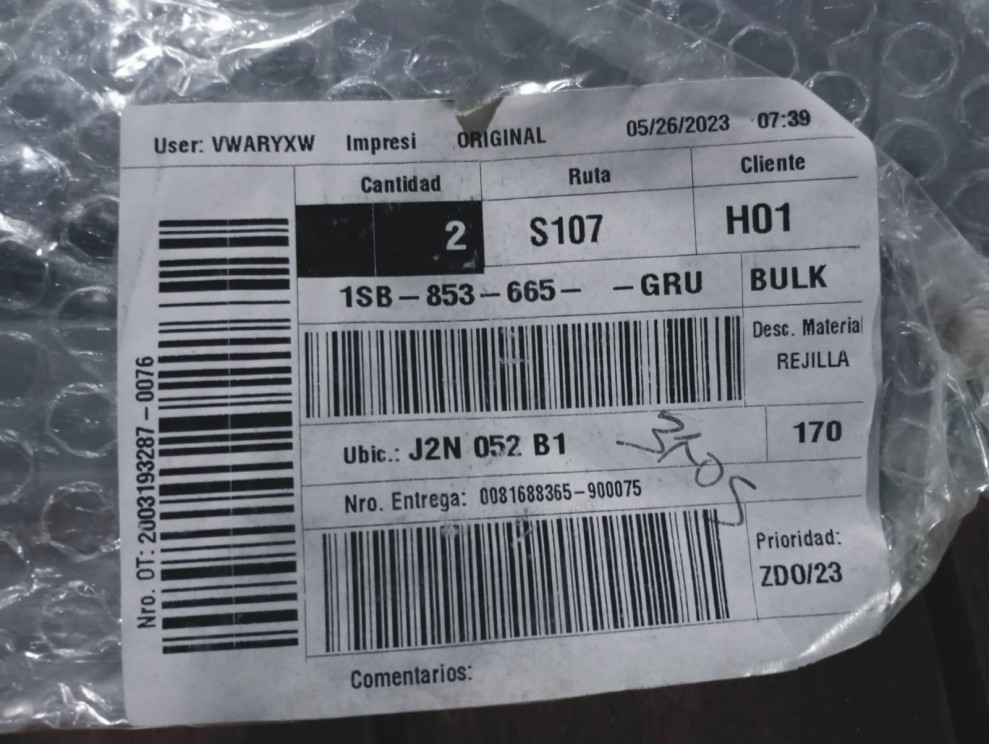 User: VWARYXW Impresi ORIGINAL 05/26/2023 07:39
Cantidad Ruta Cliente
2 S107 H01
1SB-853-665- -GRU BULK
Desc. Material
REJILLA
Ubic.: J2N 052 B1 170
Nro. Entrega: 0081688365-900075
Prioridad:
ZDO/23
Comentarios:
Nro. OT: 2003193287-0076